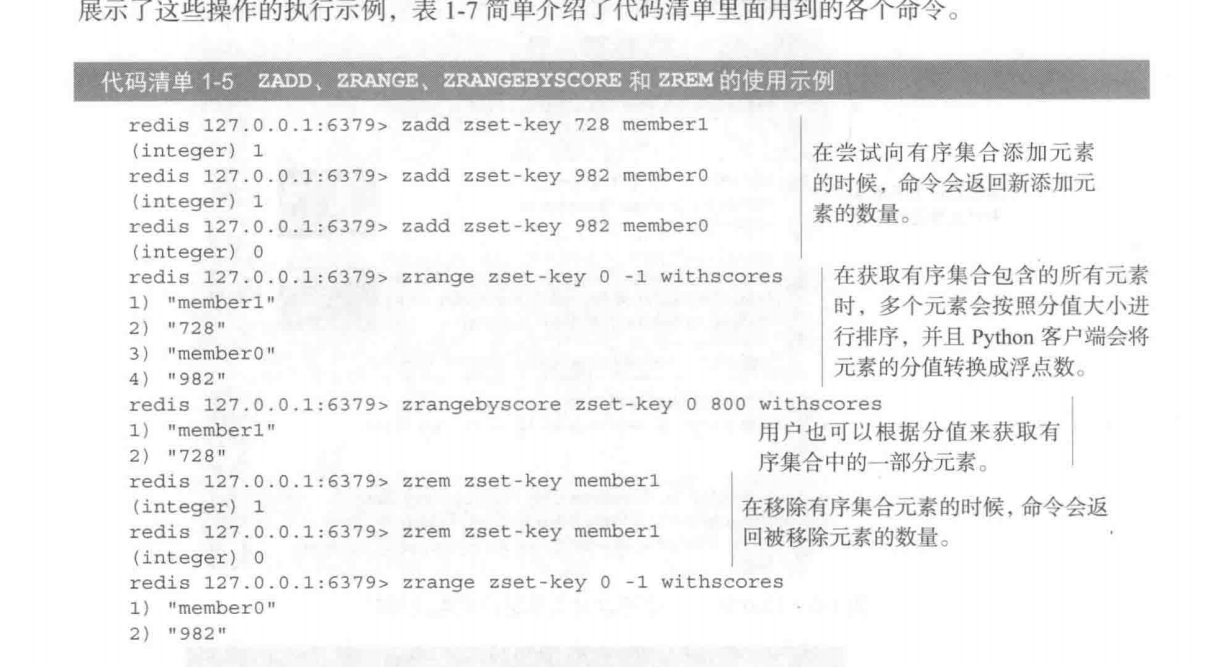 展示了这些操作的执行示例，表 1-7 简单介绍了代码清单里面用到的各个命令。
代码清单 1-5 ZADD、ZRANGE、ZRANGEBYSCORE 和 ZREM 的使用示例
redis 127.0.0.1:6379> zadd zset-key 728 member1
(integer) 1
redis 127.0.0.1:6379> zadd zset-key 982 member0
(integer) 1
redis 127.0.0.1:6379> zadd zset-key 982 member0
(integer) 0
在尝试向有序集合添加元素
的时候，命令会返回新添加元
素的数量。
redis 127.0.0.1:6379> zrange zset-key 0 -1 withscores
1) "member1"
2) "728"
3) "member0"
4) "982"
在获取有序集合包含的所有元素
时，多个元素会按照分值大小进
行排序，并且 Python 客户端会将
元素的分值转换成浮点数。
redis 127.0.0.1:6379> zrangebyscore zset-key 0 800 withscores
1) "member1"
2) "728"
用户也可以根据分值来获取有
序集合中的一部分元素。
redis 127.0.0.1:6379> zrem zset-key member1
(integer) 1
redis 127.0.0.1:6379> zrem zset-key member1
(integer) 0
在移除有序集合元素的时候，命令会返
回被移除元素的数量。
redis 127.0.0.1:6379> zrange zset-key 0 -1 withscores
1) "member0"
2) "982"